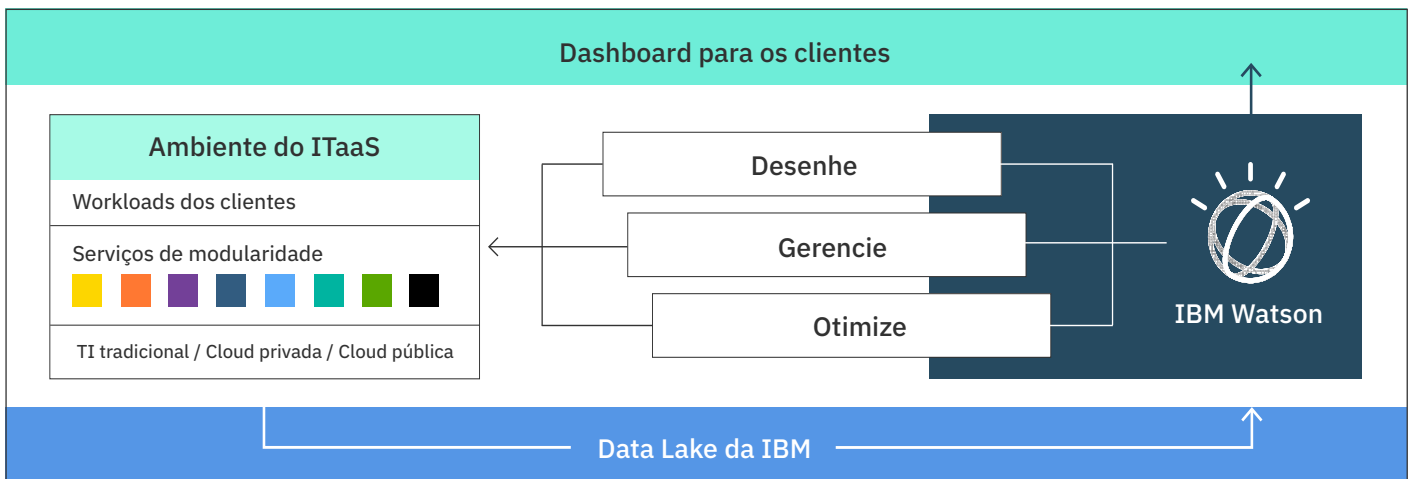 Dashboard para os clientes
Ambiente do ITaaS
Workloads dos clientes
Serviços de modularidade
TI tradicional / Cloud privada / Cloud pública
Desenhe
Gerencie
Otimize
IBM Watson
Data Lake da IBM